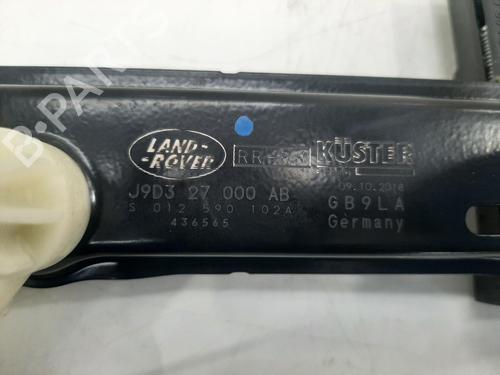 B-PARTS
LAND-
-ROVER
KÜSTER
09.10.2018
J9D3 27 000 AB
GB9LA
S 012 590 102A
Germany
436565